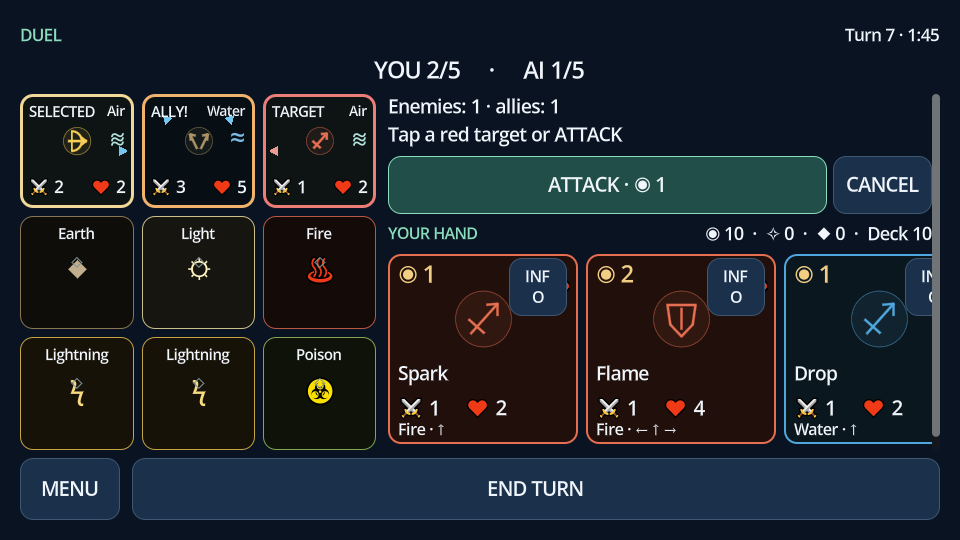 DUEL
Turn 7 · 1:45
YOU 2/5 · AI 1/5
SELECTED Air
2 2
ALLY! Water
3 5
TARGET Air
1 2
Enemies: 1 · allies: 1
Tap a red target or ATTACK
ATTACK · ◉ 1
CANCEL
Earth
Light
Fire
YOUR HAND
◉ 10 · ✧ 0 · ◆ 0 · Deck 10
◉ 1
INF
O
Spark
1 2
Fire · ↑
◉ 2
INF
O
Flame
1 4
Fire · ← ↑ →
◉ 1
Drop
1 2
Water · ↑
Lightning
Lightning
Poison
MENU
END TURN